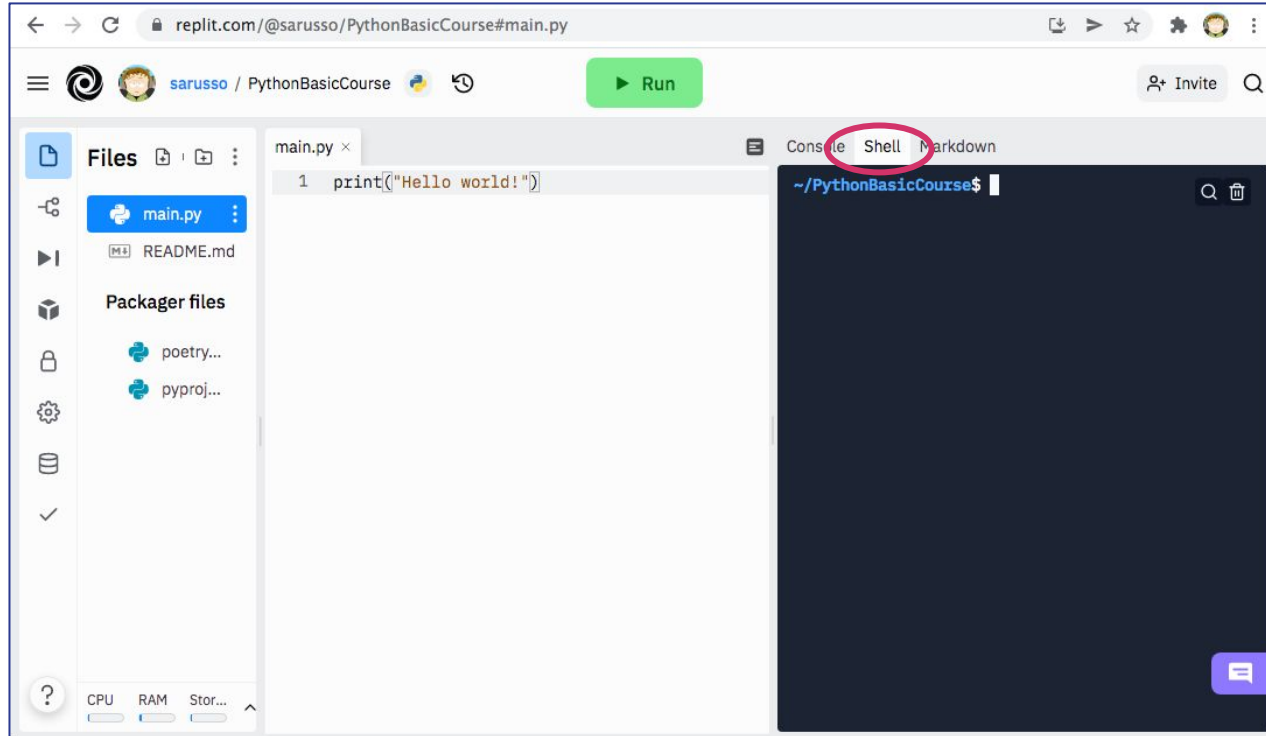 replit.com/@sarusso/PythonBasicCourse#main.py
sarusso / PythonBasicCourse
Run
Invite
Files
main.py
README.md
Packager files
poetry...
pyproj...
?
CPU RAM Stor...
main.py ×
1 print("Hello world!")
Console Shell Markdown
~/PythonBasicCourse$